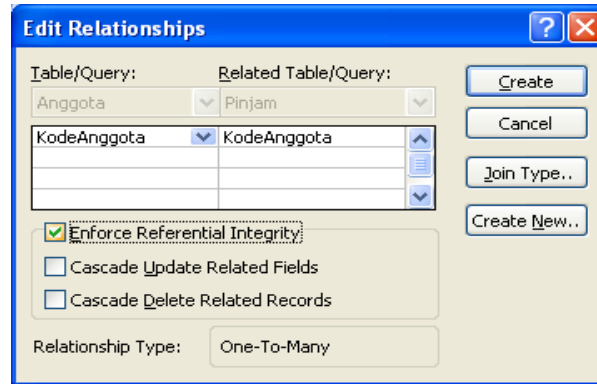 Edit Relationships
Table/Query: Related Table/Query:
Anggota Pinjam
KodeAnggota KodeAnggota
Enforce Referential Integrity
Cascade Update Related Fields
Cascade Delete Related Records
Relationship Type: One-To-Many
Create
Cancel
Join Type..
Create New..